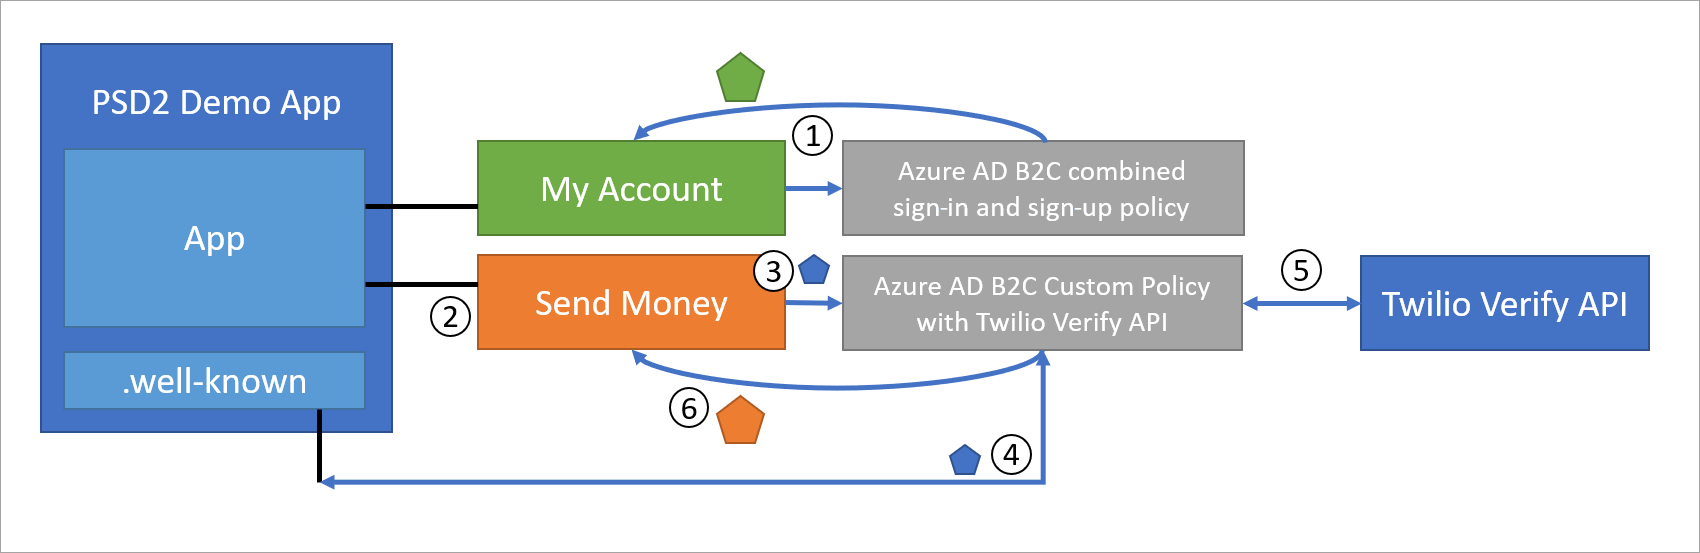 PSD2 Demo App
App
.well-known
My Account
1
Azure AD B2C combined
sign-in and sign-up policy
2
Send Money
3
Azure AD B2C Custom Policy
with Twilio Verify API
5
Twilio Verify API
6
4